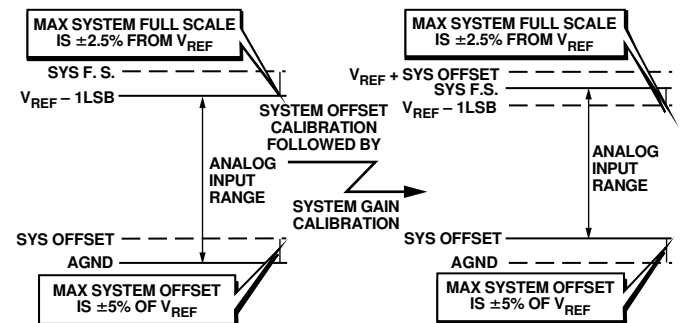 MAX SYSTEM FULL SCALE
IS ±2.5% FROM VREF
SYS F. S.
VREF – 1LSB
ANALOG
INPUT
RANGE
SYS OFFSET
AGND
MAX SYSTEM OFFSET
IS ±5% OF VREF
SYSTEM OFFSET
CALIBRATION
FOLLOWED BY
SYSTEM GAIN
CALIBRATION
MAX SYSTEM FULL SCALE
IS ±2.5% FROM VREF
VREF + SYS OFFSET
SYS F.S.
VREF – 1LSB
ANALOG
INPUT
RANGE
SYS OFFSET
AGND
MAX SYSTEM OFFSET
IS ±5% OF VREF